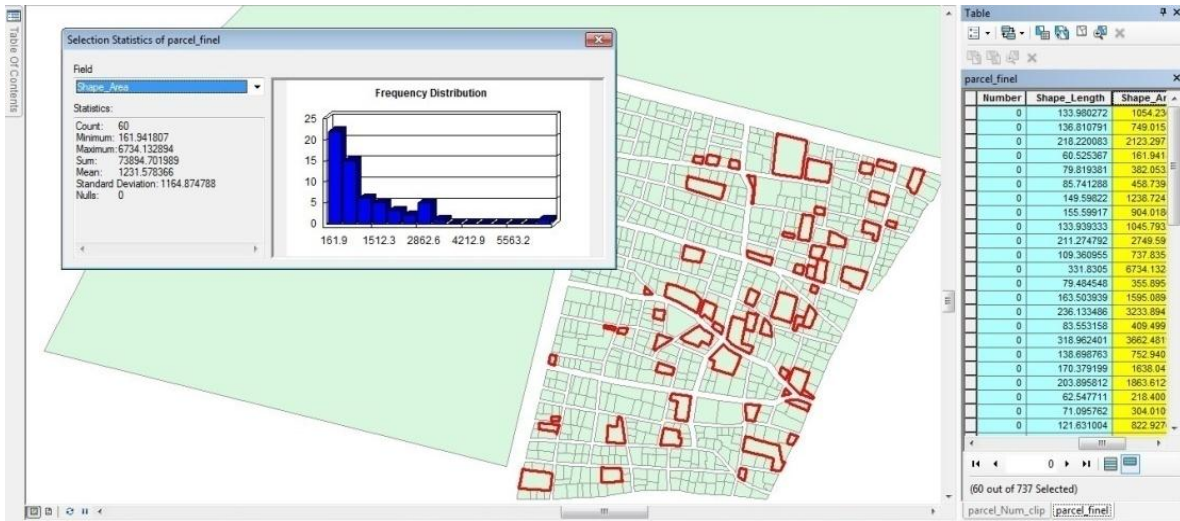 Table Of Contents
Selection Statistics of parcel_finel
Field
Shape_Area
Statistics:
Count: 60
Minimum: 161.941807
Maximum: 6734.132894
Sum: 73894.701989
Mean: 1231.578366
Standard Deviation: 1164.874788
Nulls: 0
Frequency Distribution
25
20
15
10
5
0
161.9 1512.3 2862.6 4212.9 5563.2
Table
parcel_finel
Number Shape_Length Shape_Ar
0 133.980272 1054.23
0 136.810791 749.015
0 218.220083 2123.297
0 60.525367 161.941
0 79.819381 382.053
0 85.741288 458.739
0 149.59822 1238.724
0 155.59917 904.018
0 133.939333 1045.793
0 211.274792 2749.59
0 109.360955 737.835
0 331.8305 6734.132
0 79.484548 355.895
0 163.503939 1595.089
0 236.133486 3233.894
0 83.553158 409.499
0 318.962401 3662.481
0 138.698763 752.940
0 170.379199 1638.04
0 203.895812 1863.612
0 62.547711 218.400
0 71.095762 304.010
0 121.631004 822.927
0
(60 out of 737 Selected)
parcel_Num_clip parcel_finel